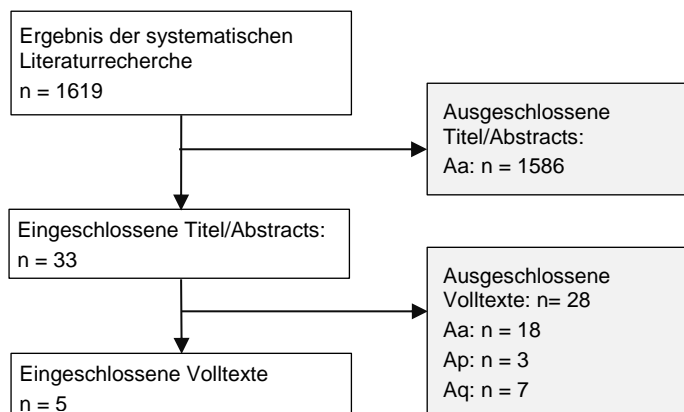 Ergebnis der systematischen
Literaturrecherche
n = 1619
Ausgeschlossene
Titel/Abstracts:
Aa: n = 1586
Eingeschlossene Titel/Abstracts:
n = 33
Ausgeschlossene
Volltexte: n= 28
Aa: n = 18
Ap: n = 3
Aq: n = 7
Eingeschlossene Volltexte
n = 5